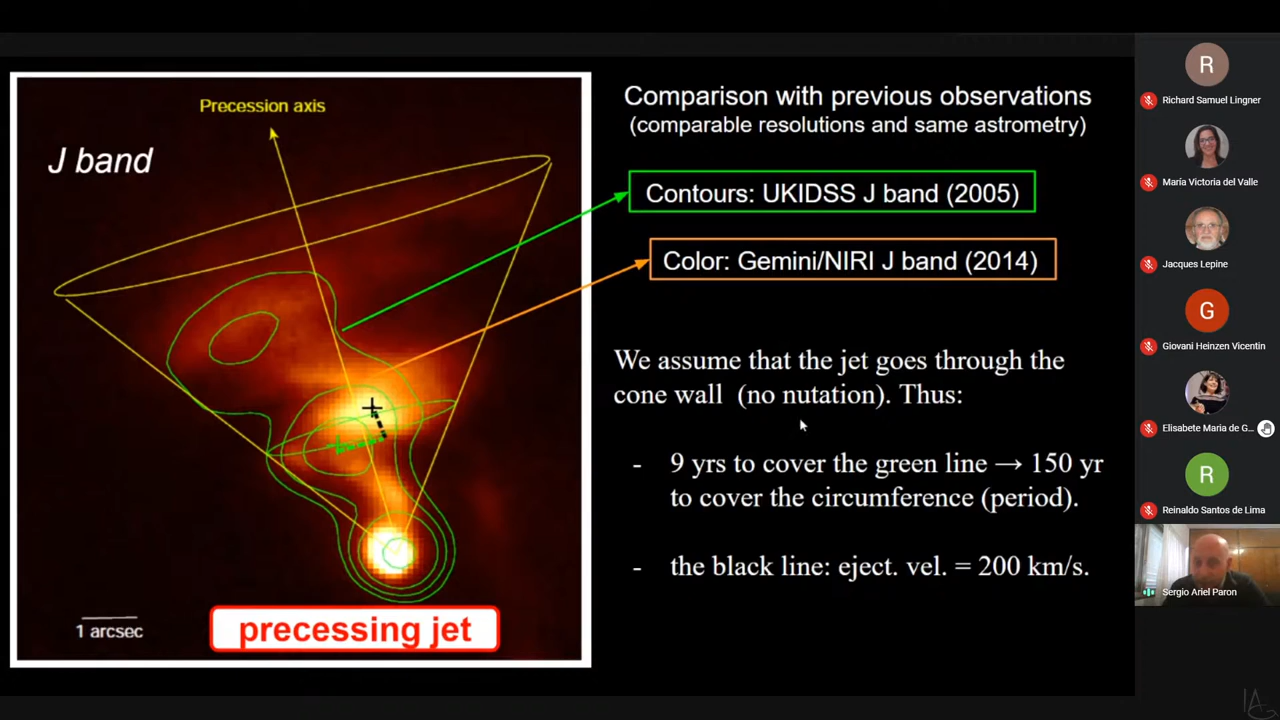 Precession axis
J band
1 arcsec
precessing jet
Comparison with previous observations
(comparable resolutions and same astrometry)
Contours: UKIDSS J band (2005)
Color: Gemini/NIRI J band (2014)
We assume that the jet goes through the
cone wall (no nutation). Thus:
- 9 yrs to cover the green line → 150 yr
to cover the circumference (period).
- the black line: eject. vel. = 200 km/s.
R
Richard Samuel Lingner
María Victoria del Valle
Jacques Lepine
G
Giovani Heinzen Vicentin
Elisabete Maria de G...
R
Reinaldo Santos de Lima
Sergio Ariel Paron
IAG